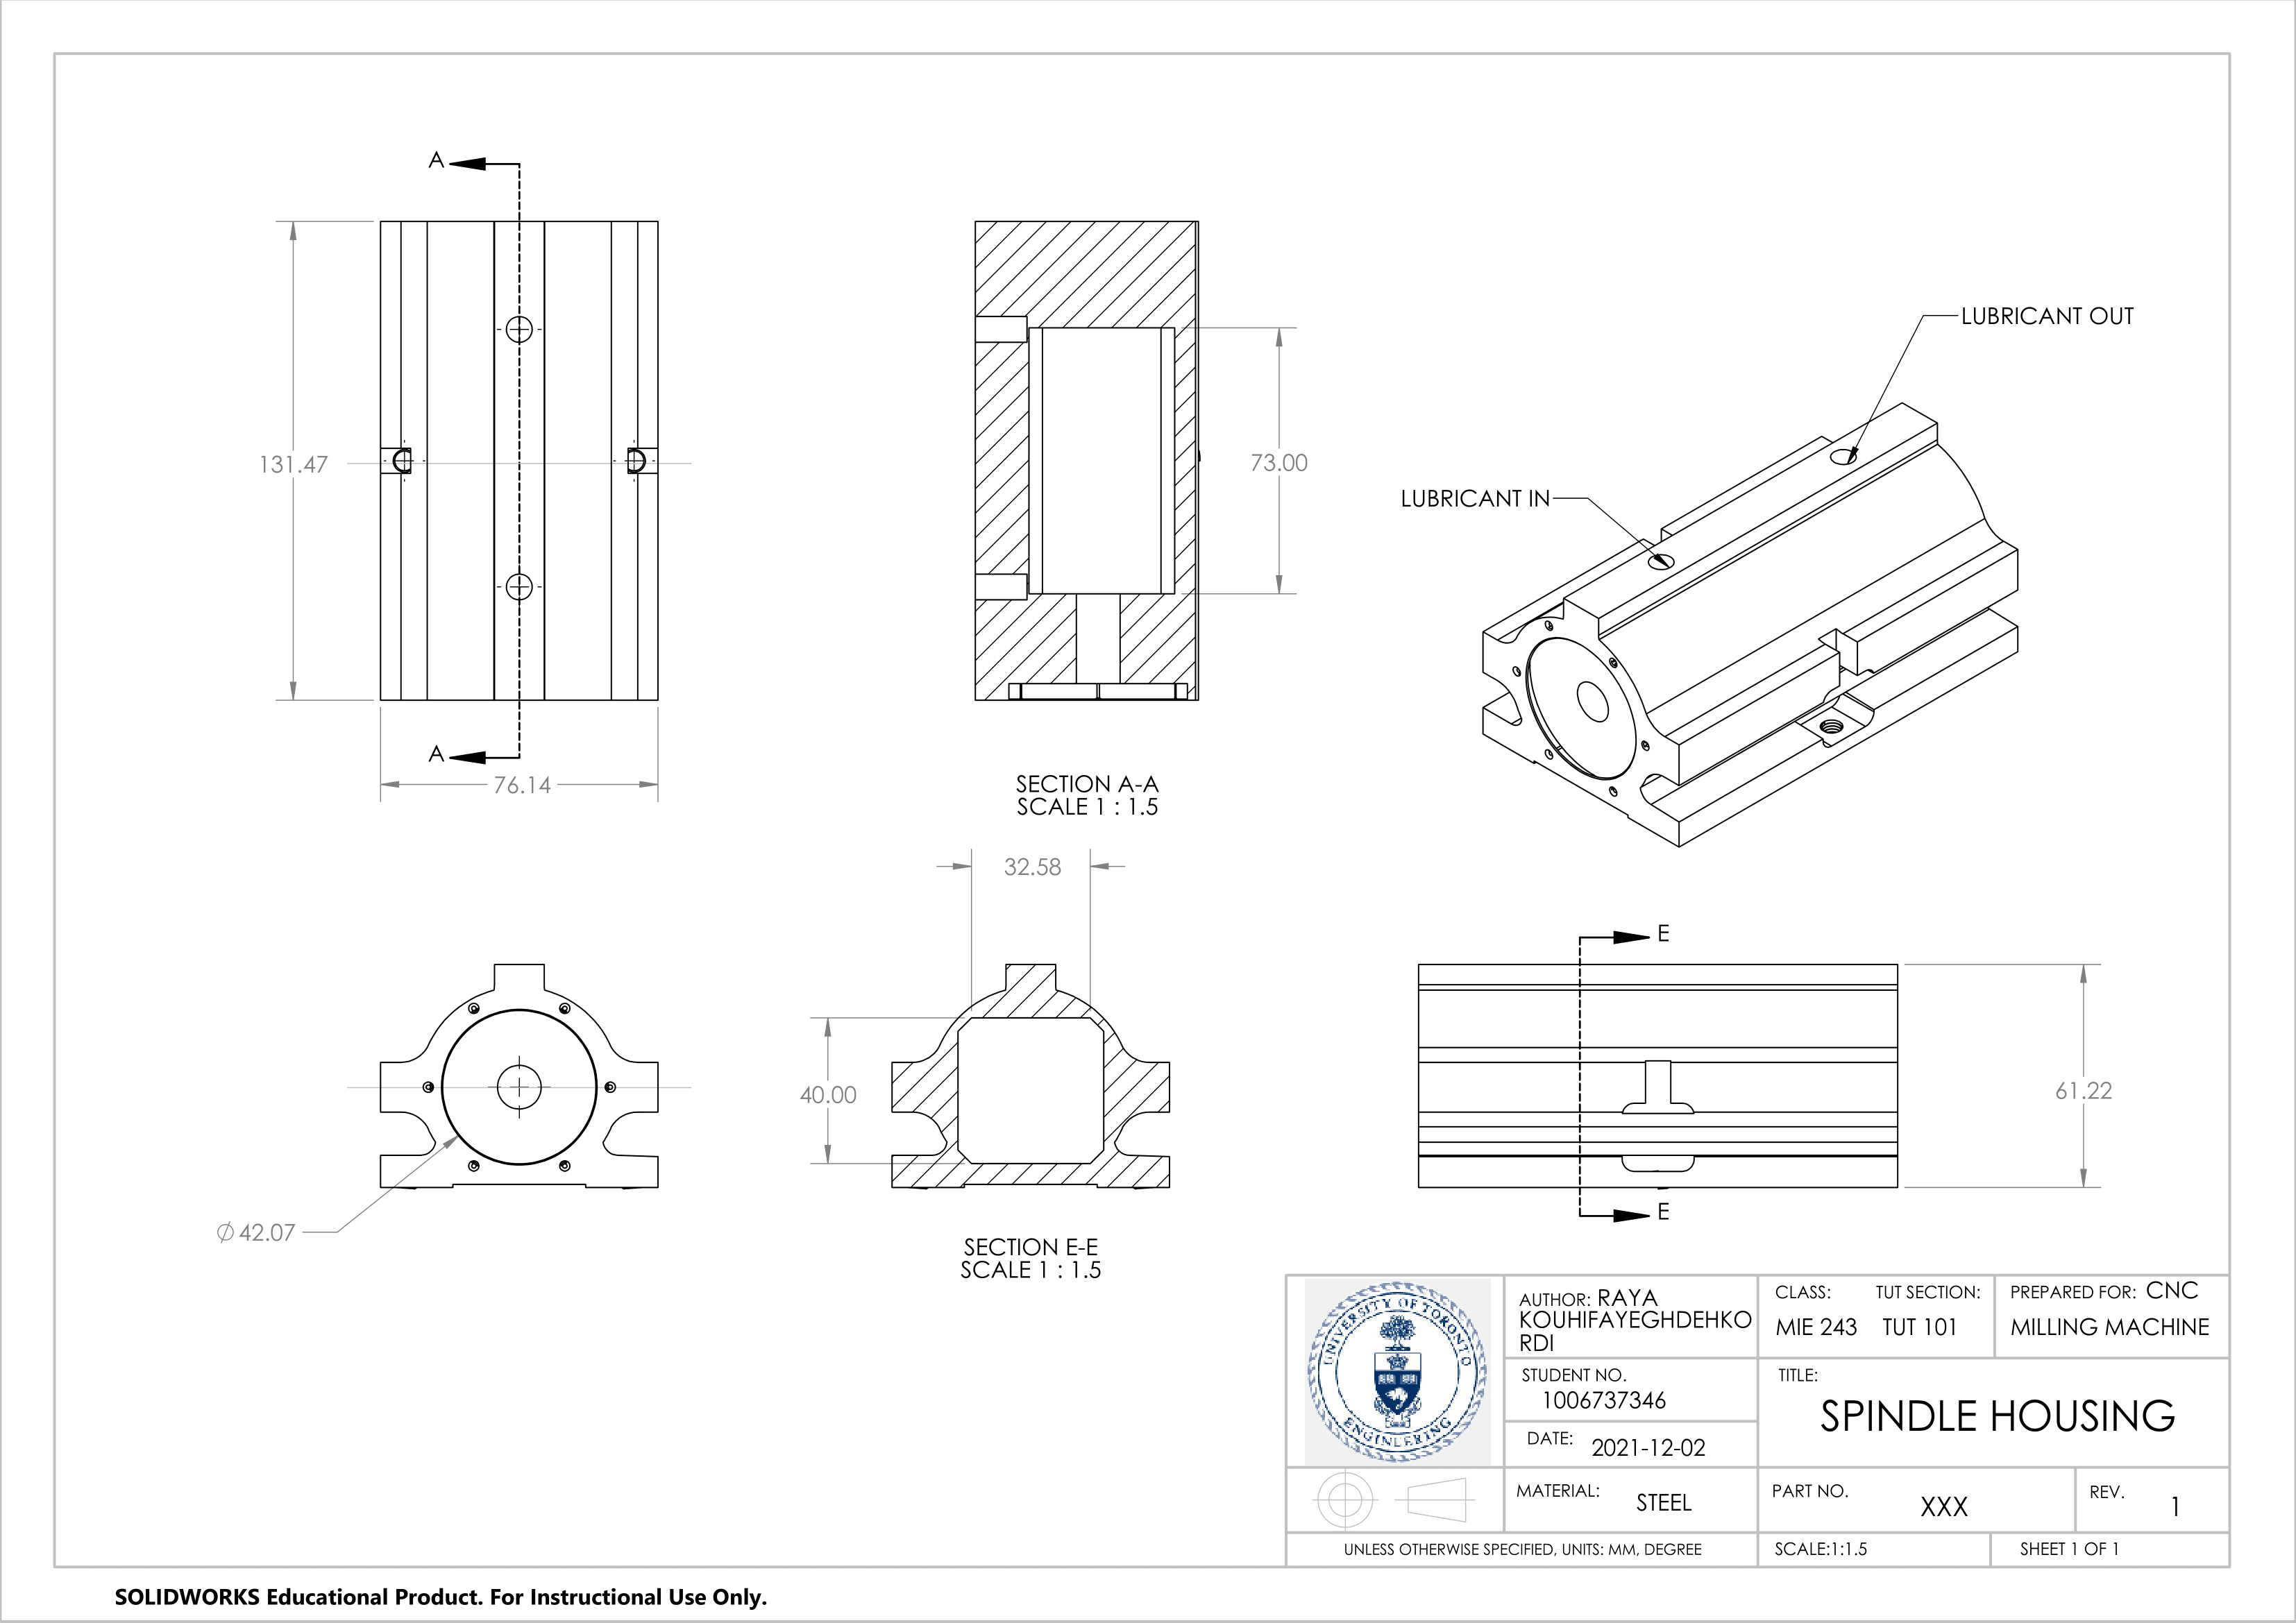 A
131.47
A
76.14
73.00
SECTION A-A
SCALE 1 : 1.5
LUBRICANT OUT
LUBRICANT IN
Ø 42.07
32.58
40.00
SECTION E-E
SCALE 1 : 1.5
E
61.22
E
UNIVERSITY OF TORONTO
ENGINEERING
AUTHOR: RAYA
KOUHIFAYEGHDEHKO
RDI
CLASS:
MIE 243
TUT SECTION:
TUT 101
PREPARED FOR: CNC
MILLING MACHINE
STUDENT NO.
1006737346
DATE: 2021-12-02
TITLE:
SPINDLE HOUSING
MATERIAL: STEEL
PART NO. XXX
REV. 1
UNLESS OTHERWISE SPECIFIED, UNITS: MM, DEGREE
SCALE:1:1.5
SHEET 1 OF 1
SOLIDWORKS Educational Product. For Instructional Use Only.